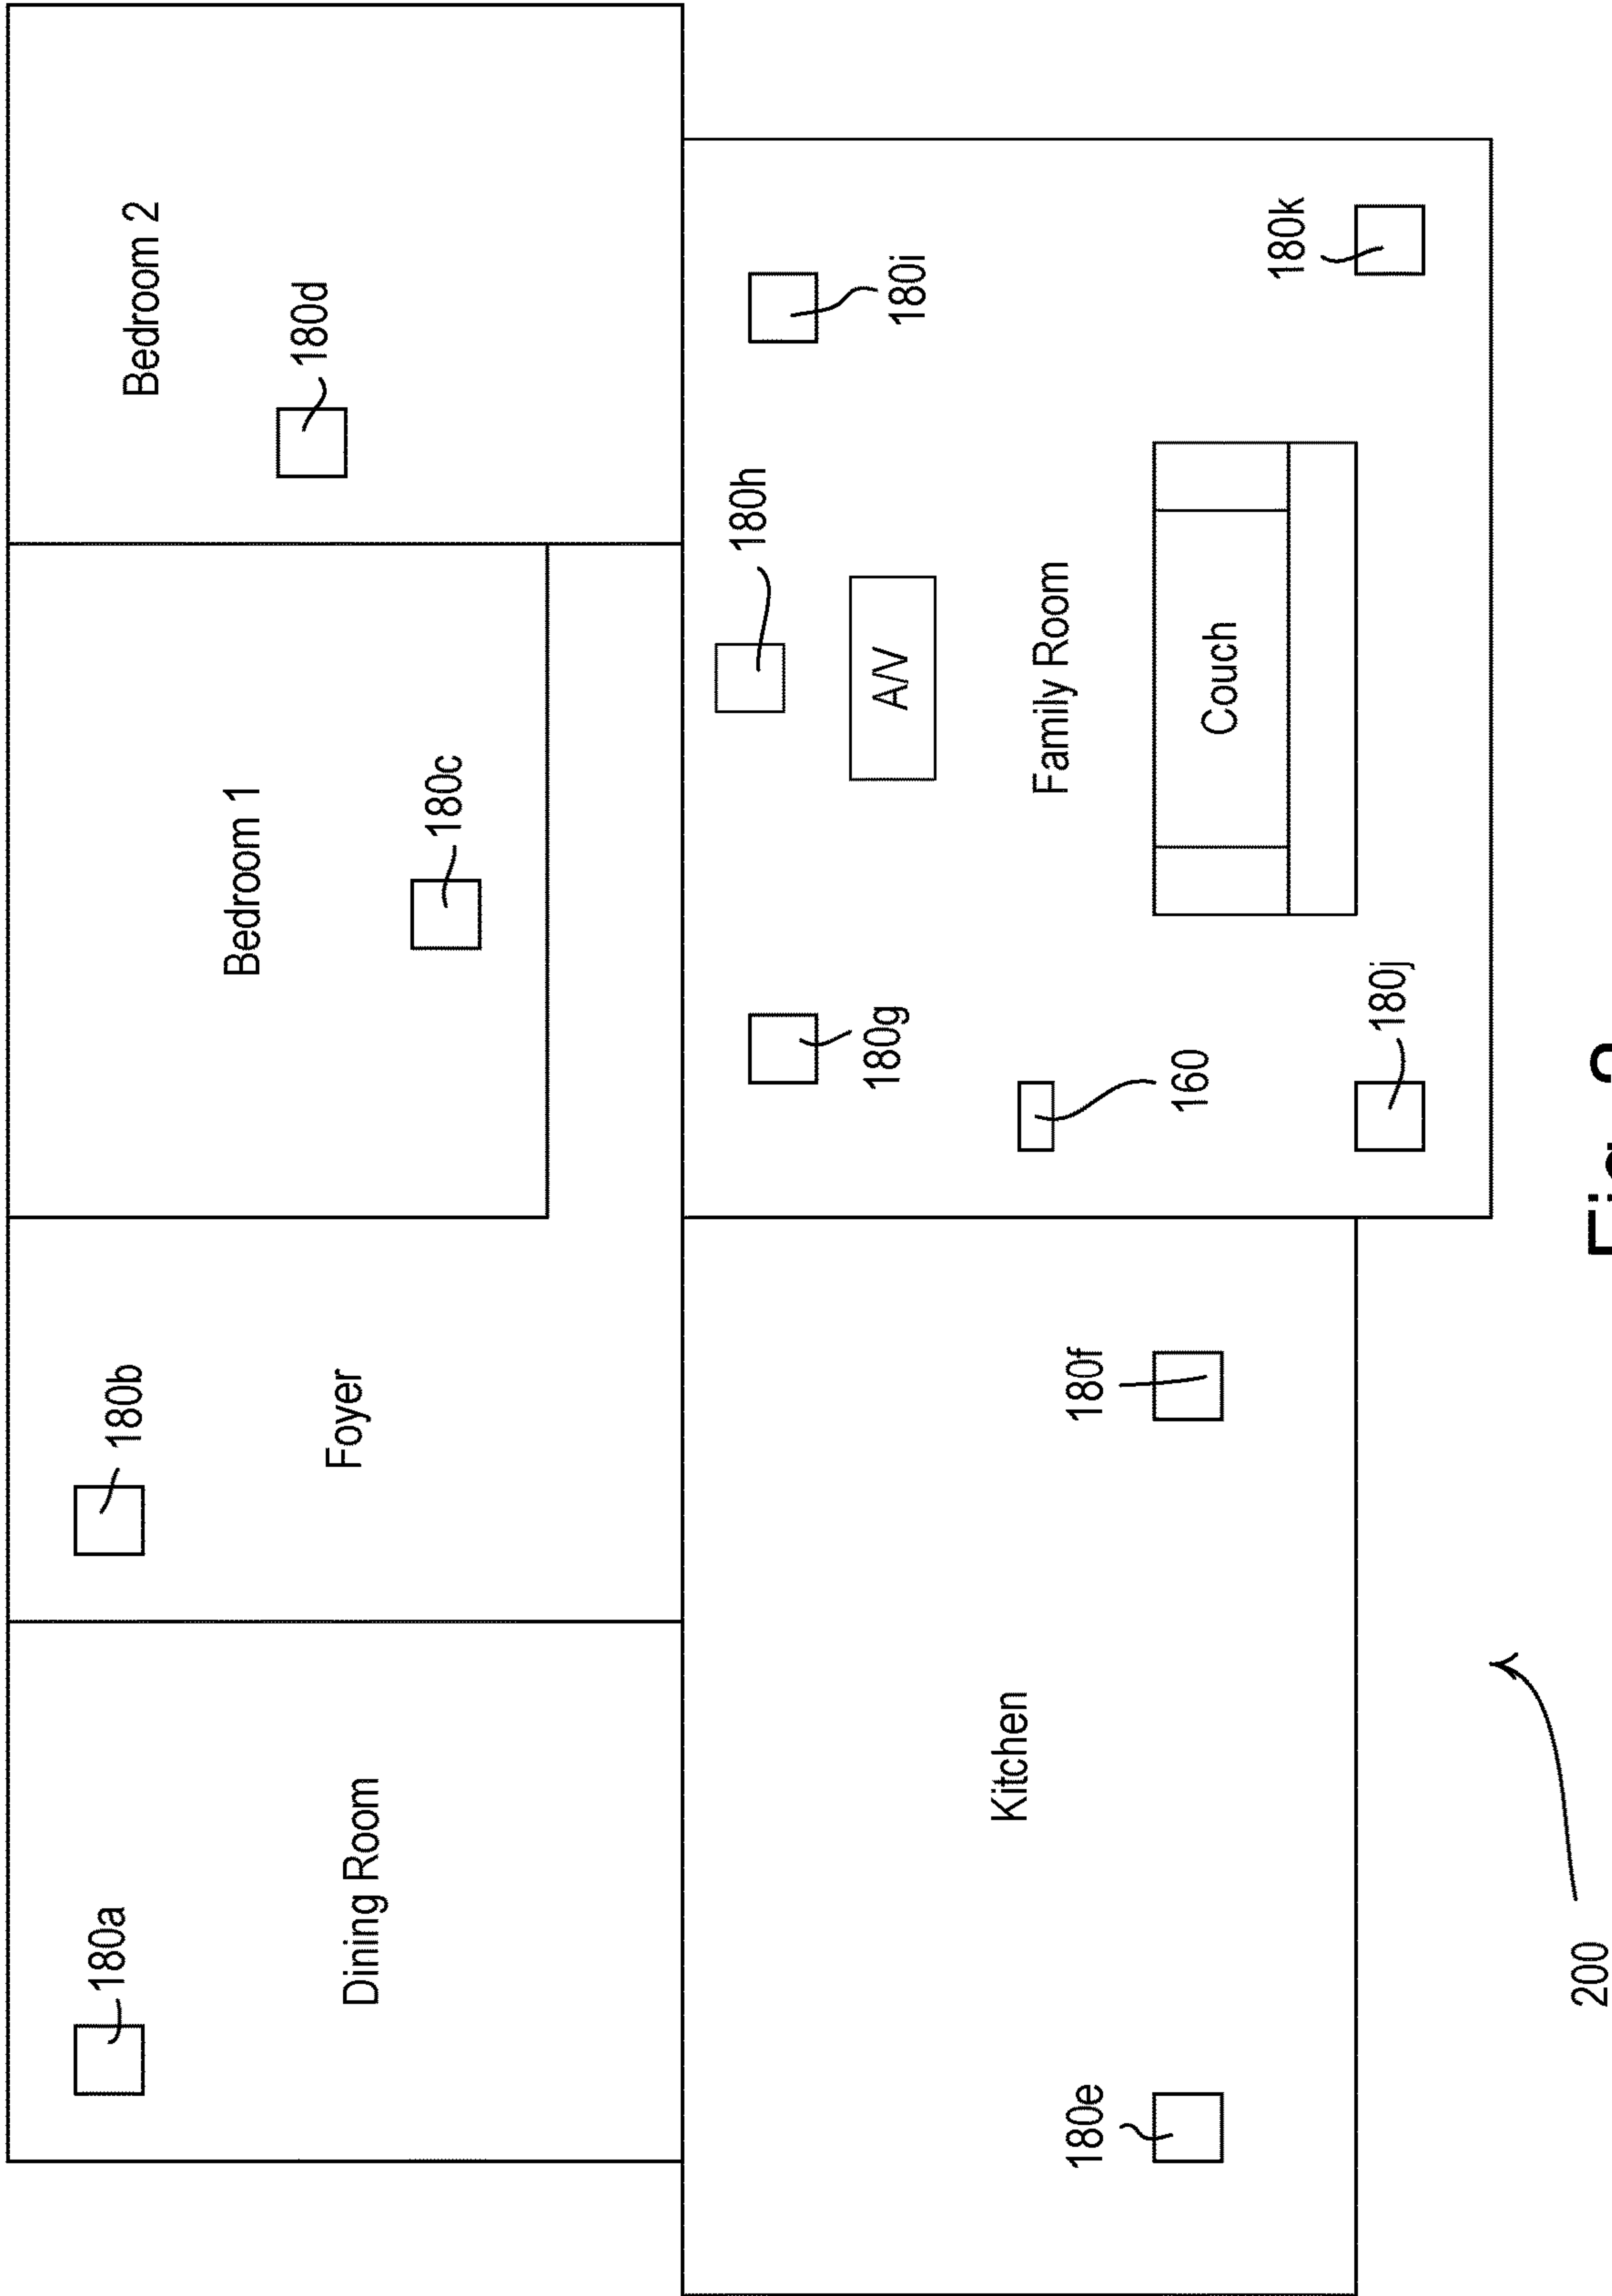 180a
180b
Bedroom 2
Bedroom 1
180d
Foyer
Dining Room
180c
180h
180g
A/V
180i
Kitchen
Family Room
180e
180f
160
Couch
180k
180j
200